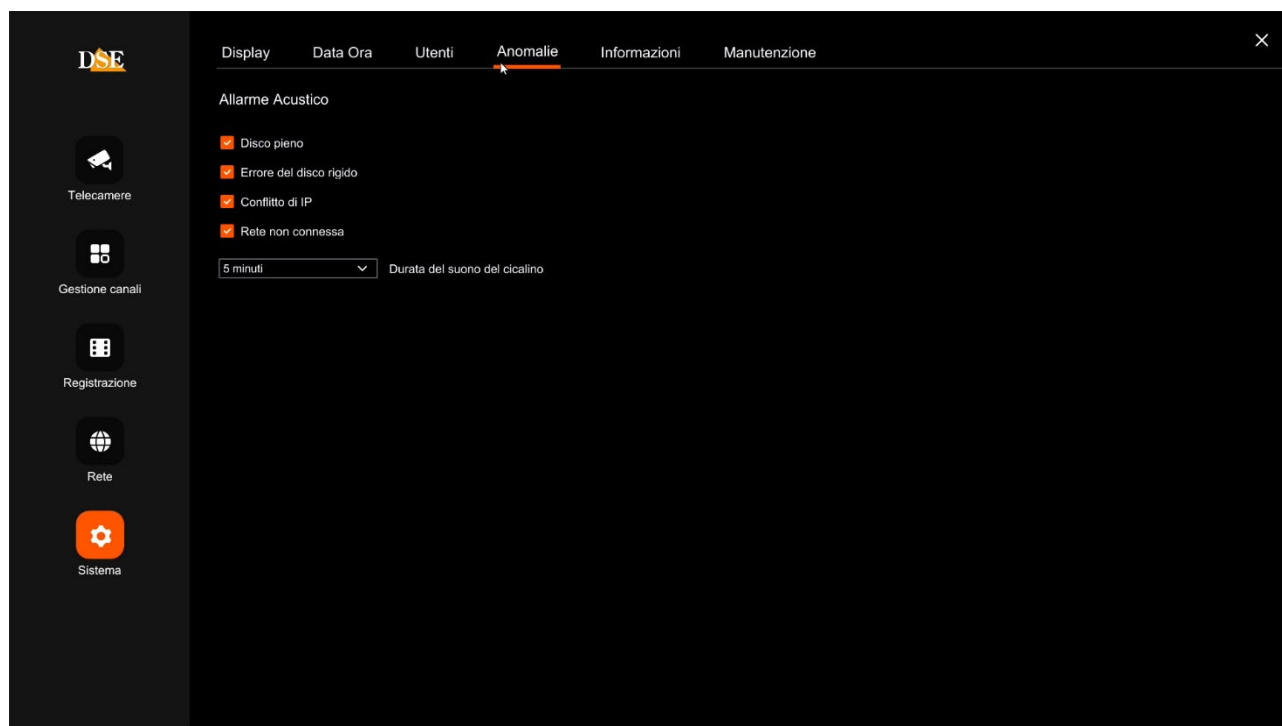 DSE
Display Data Ora Utenti Anomalie Informazioni Manutenzione
Allarme Acustico
Disco pieno
Errore del disco rigido
Conflitto di IP
Rete non connessa
5 minuti Durata del suono del cicalino
Telecamere
Gestione canali
Registrazione
Rete
Sistema